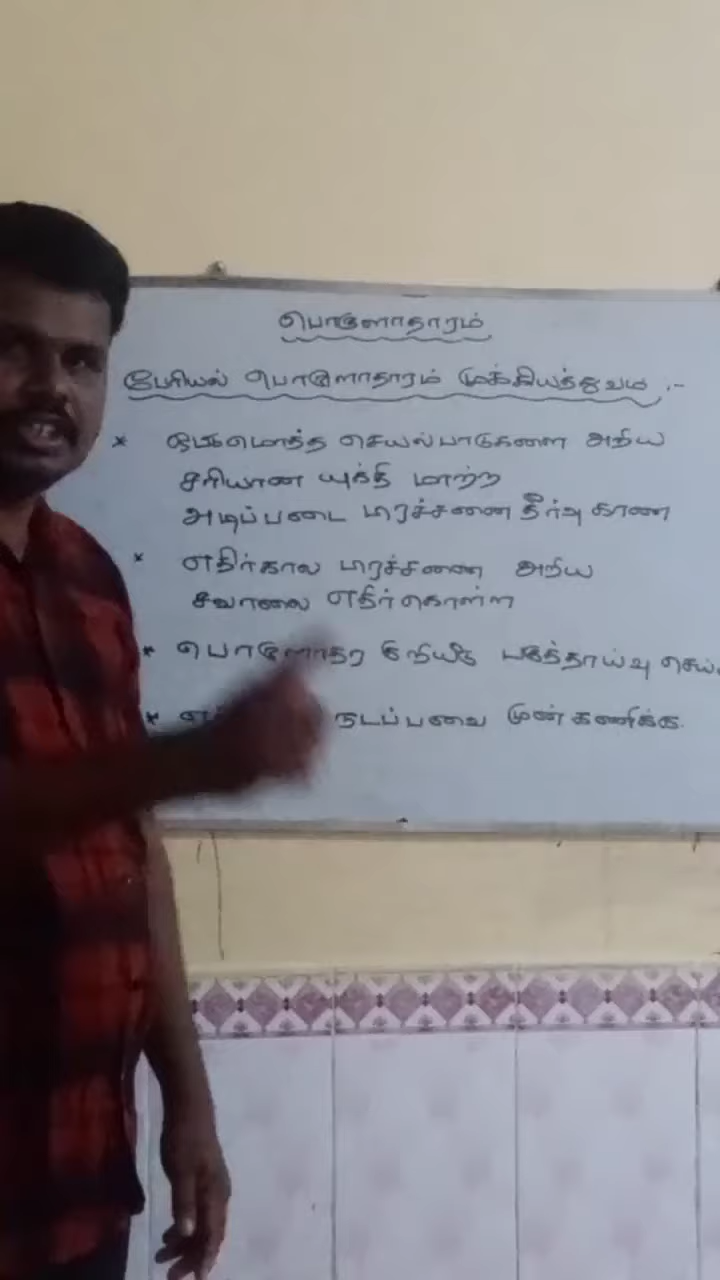 பொருளாதாரம்
பேரியல் பொருளாதாரம் முக்கியத்துவம் :-
* ஒட்டுமொத்த செயல்பாடுகளை அறிய
சரியான யுக்தி மாற்ற
அடிப்படை பிரச்சனை தீர்வு காண
* எதிர்கால பிரச்சினை அறிய
சவாலை எதிர்கொள்ள
* பொருளாதர குறியீடு பகுத்தாய்வு
* நடப்பவை முன் கணிக்க.